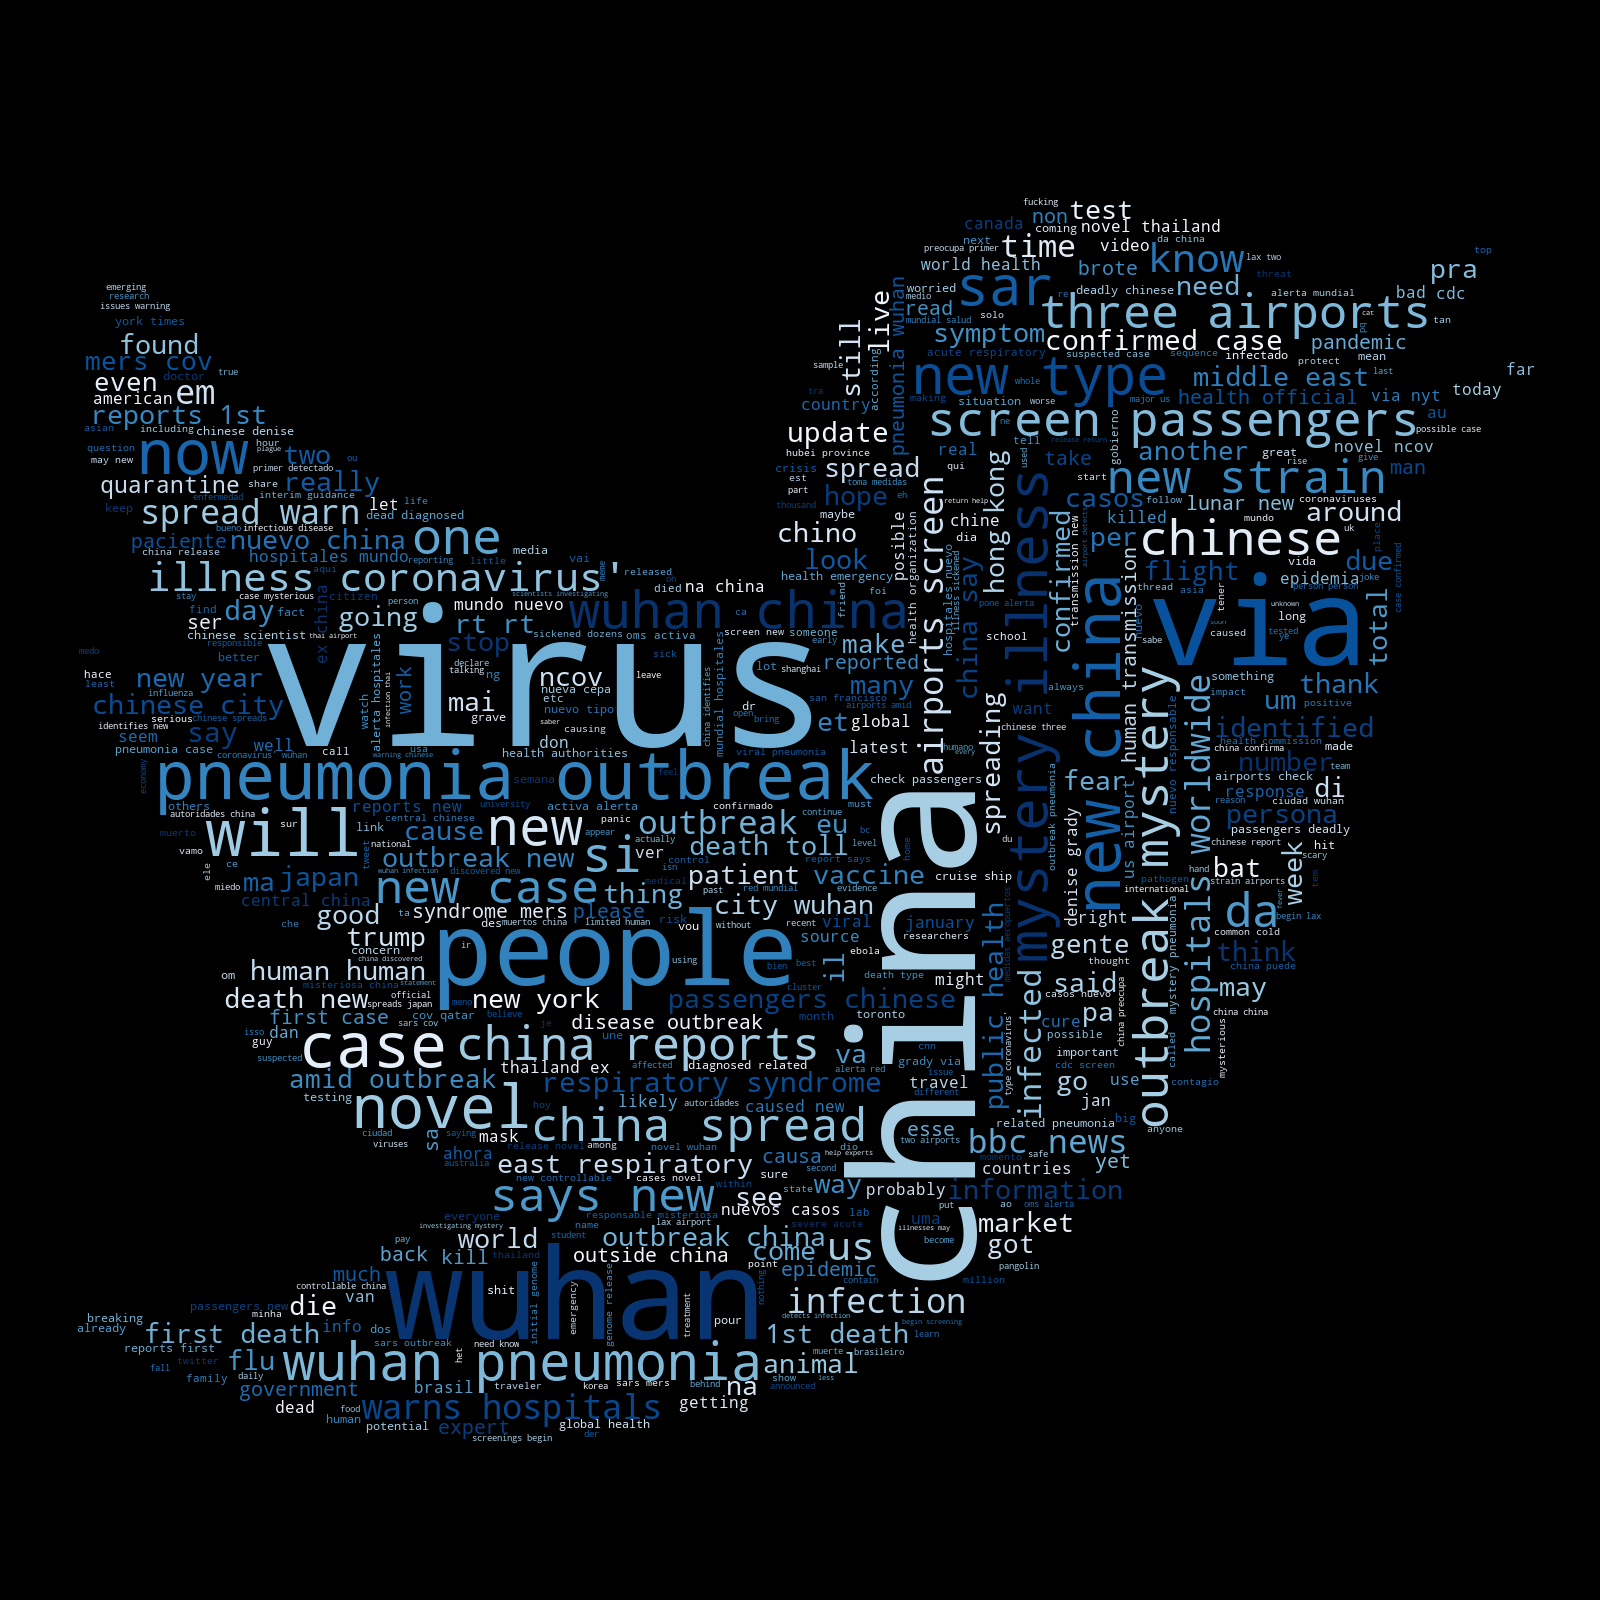 fucking
canada non test
coming novel thailand
next da china
preocupa primer time video know lax two top
world health brote threat pra
emerging
research
issues warning
worried sar deadly chinese need alerta mundial bad cdc
medio re
read three airports
york times
mundial salud solo tan
found
live still symptom confirmed case pandemic
mers cov
acute respiratory suspected case sequence infectado mean
doctor true
sample protect last far
even em
new type whole middle east today
american
country making situation worse major us health official via nyt
reports 1st
screen passengers au possible case
asian including chinese denise
update
question now hour two ou
hubei province real tell release return another great novel ncov
may new plague
crisis spread qui take rise give man
primer detectado
quarantine share really
est toma medidas hope eh start new strain
part
enfermedad interim guidance life
thousand return help casos follow lunar new coronaviruses
keep let
maybe chine killed mundo around
spread warn dead diagnosed
chino dia uk
bueno infectious disease one
paciente nuevo china
look per chinese due
china release hospitales mundo reporting media vai
health emergency flight epidemia joke
illness coronavirus' released oh
foi china say hong kong
stay case mysterious aqui person citizen
died na china pone alerta thread asia person person
find day fact going mundo nuevo wuhan china
scientists investigating friend unknown
ser rt rt ca
long
chinese scientist thai airport sickened dozens oms activa screen new someone school sabe caused tested
responsible stop early make
medo better declare sick reported
hace new year talking ng lot shanghai something
least virus ncov leave many always thank
influenza nueva cepa san francisco impact
chinese city etc dr want um positive
serious chinese spreads mai nuevo tipo airports amid
identifies new grave saber open bring et global chinese three identified
seem say causing
pneumonia case well call usa don latest humano health commission
coronavirus wuhan warning chinese health authorities viral pneumonia every china confirma made
pneumonia outbreak semana feel check passengers fear number team
airports check
others reports new university activa alerta confirmado continue must response di
autoridades china central chinese panic reason ciudad wuhan
muerto will link cause new appear outbreak eu bc persona
sur national actually level passengers deadly
vamo outbreak new si ver death toll chinese report hit
ce wuhan infection discovered new isn control report says scary
ele miedo ma japan thing patient vaccine cruise ship pathogen bat
central china new case medical past red mundial evidence international strain airports tem
good ta syndrome mers please city wuhan january da
che des muertos china limited human risk viral right begin lax
trump vou without recent source researchers common cold
concern ir using gente think
china discovered people bien best ebola thought
human human death type might china puede
om misteriosa china statement cluster said may
death new official meno new york passengers chinese casos nuevo
spreads japan pa china china
first case cov qatar believe je month toronto
dan sars cov disease outbreak cure
isso une cnn possible
guy case china reports va grady via important
suspected thailand ex affected diagnosed related alerta red issue cdc screen called
amid outbreak respiratory syndrome travel go use contagio
testing different jan
novel hoy likely autoridades caused new big
ciudad china spread esse related pneumonia anyone
viruses sa saying mask among dio two airports
ahora release novel novel wuhan causa help experts bbc news
australia east respiratory sure second momento safe yet
new controllable cases novel within countries
says new see state way probably information
everyone responsable misteriosa nuevos casos lab put ao oms alerta
investigating mystery name lax airport severe acute uma market
pay world student outbreak china illnesses may
back kill thailand outside china come us become got
much point epidemic pangolin
controllable china contain million
passengers new van shit
breaking minha die wuhan infection
already detects infection
first death info dos pour 1st death begin screening
reports first sars outbreak need know learn
twitter muerte brasileiro
fall flu wuhan pneumonia animal
family daily show less
government brasil traveler korea sars mers behind na announced
dead food warns hospitals getting
human
potential expert global health
screenings begin der
china
airports screen
mystery illness
new china
outbreak mystery
hospitals worldwide
public health
infected
spreading
human transmission
us airport
confirmed
denise grady
week
total
pneumonia wuhan
according
posible
health organization
hospitales nuevo
illness sickened
transmission new
airport detecta
gobierno
outbreak pneumonia
medidas aeropuertos
type coronavirus'
china preocupa
mystery pneumonia
nuevo responsable
mysterious
case confirmed
place
tener
fever
home
ex china
work
watch
alerta hospitales
infection thai
mundial hospitales
china identifies
economy
tweet
il
meme
initial genome
emergency
genome release
treatment
nothing
het